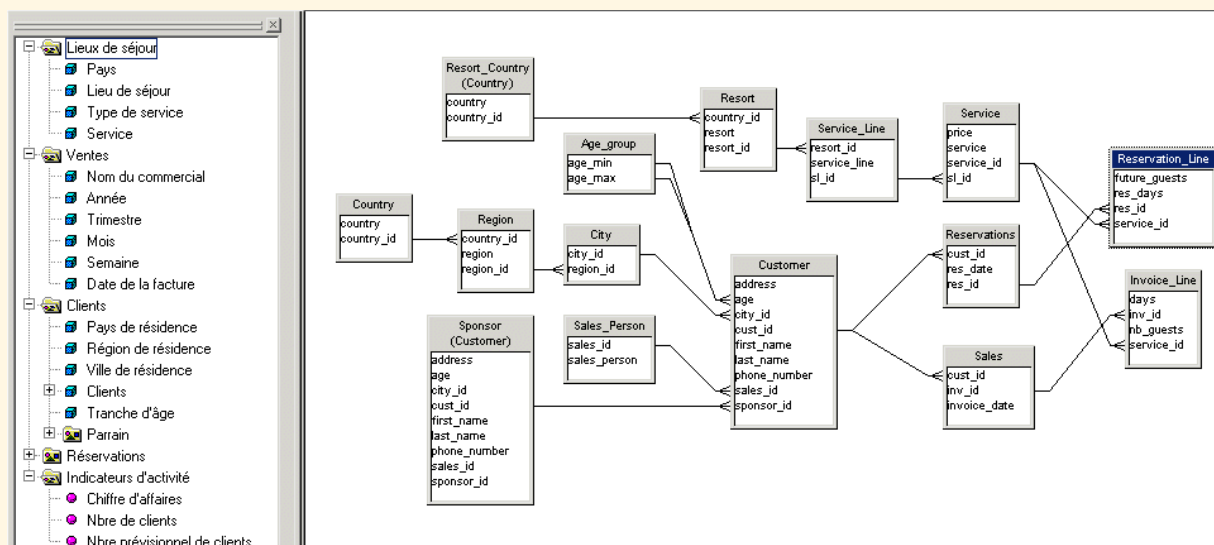 Lieux de séjour
Pays
Lieu de séjour
Type de service
Service
Ventes
Nom du commercial
Année
Trimestre
Mois
Semaine
Date de la facture
Clients
Pays de résidence
Région de résidence
Ville de résidence
Clients
Tranche d'âge
Parrain
Réservations
Indicateurs d'activité
Chiffre d'affaires
Nbre de clients
Nbre prévisionnel de clients
Resort_Country
(Country)
country
country_id
Resort
country_id
resort
resort_id
Service_Line
resort_id
service_line
sl_id
Service
price
service
service_id
sl_id
Reservation_Line
future_guests
res_days
res_id
service_id
Age_group
age_min
age_max
Country
country
country_id
Region
country_id
region
region_id
City
city_id
region_id
Customer
address
age
city_id
cust_id
first_name
last_name
phone_number
sales_id
sponsor_id
Reservations
cust_id
res_date
res_id
Invoice_Line
days
inv_id
nb_guests
service_id
Sponsor
(Customer)
address
age
city_id
cust_id
first_name
last_name
phone_number
sales_id
sponsor_id
Sales_Person
sales_id
sales_person
Sales
cust_id
inv_id
invoice_date